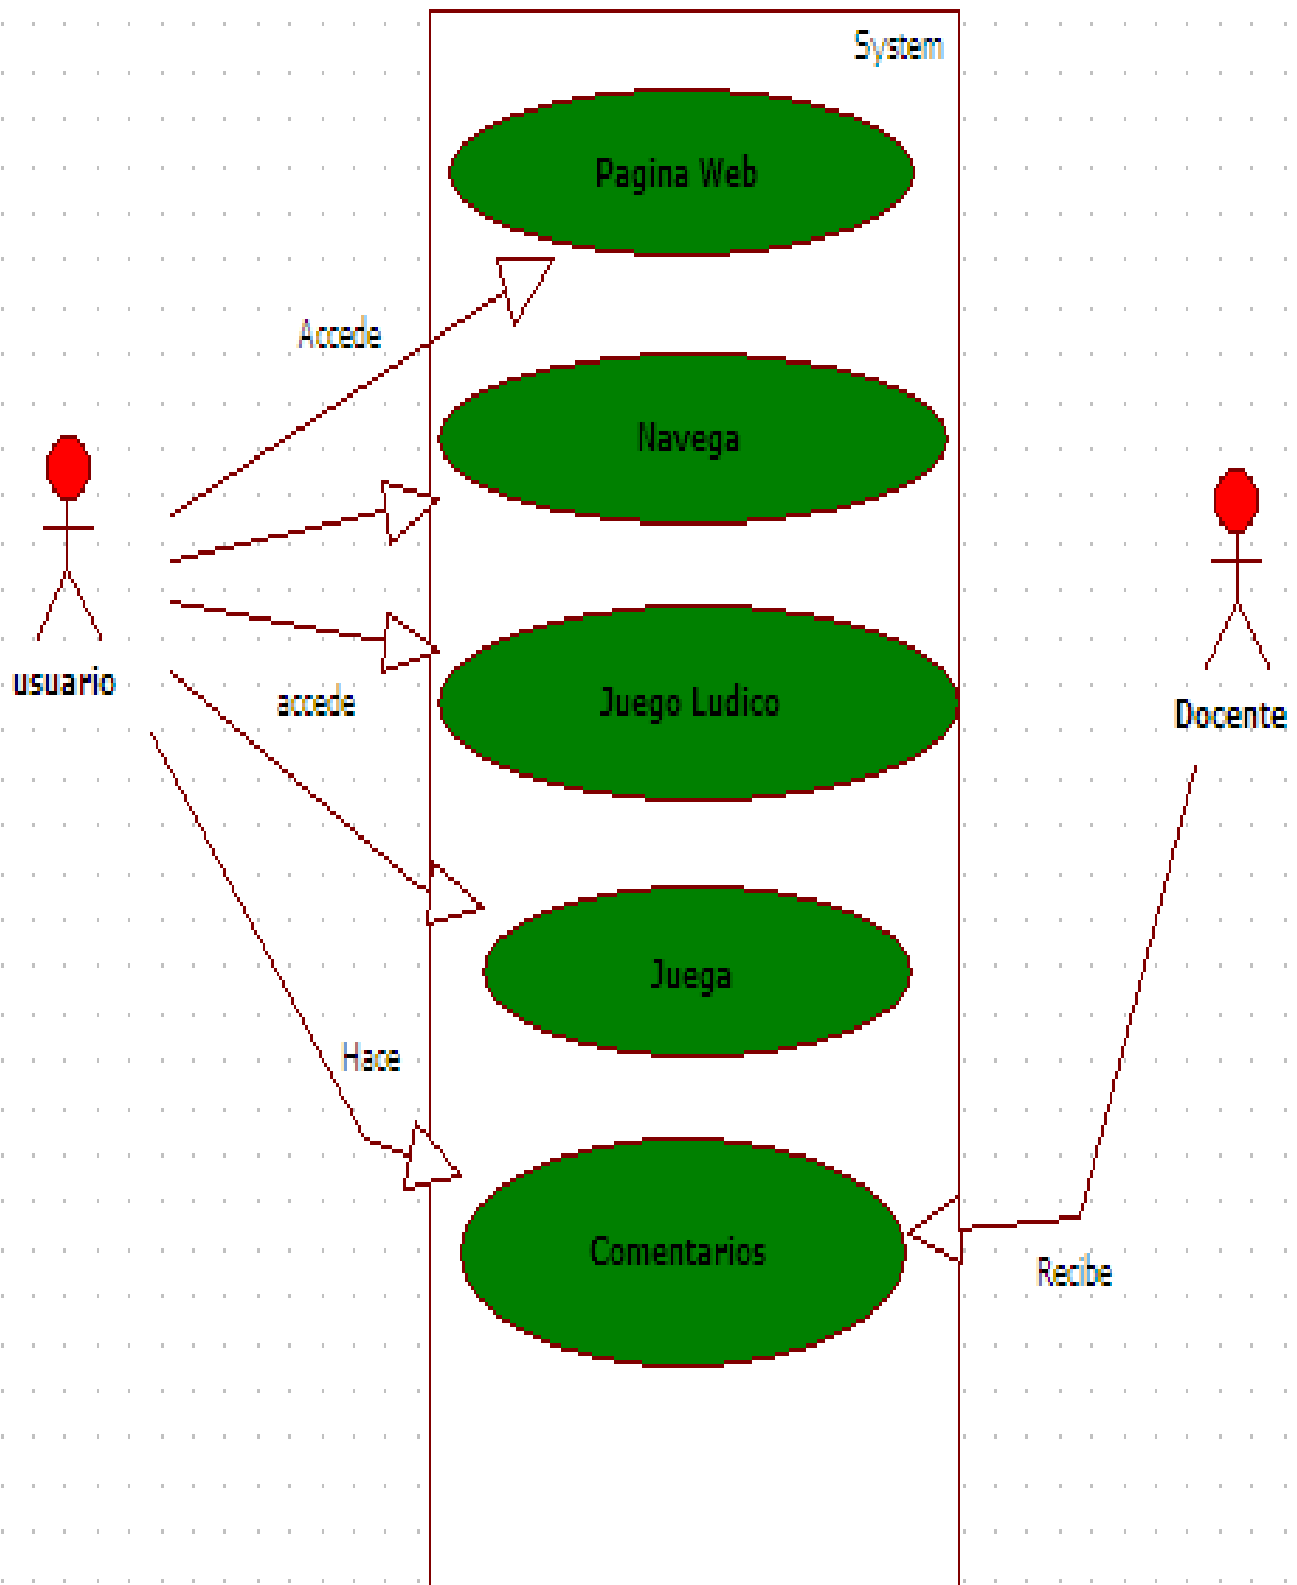 System
Pagina Web
Accede
Navega
usuario
accede
Juego Ludico
Docente
Juega
Hace
Comentarios
Recibe